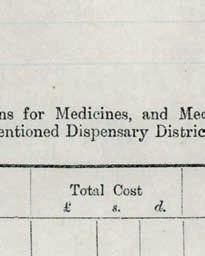 ns for Medicines, and Med
entioned Dispensary Distric
Total Cost
£ s. d.